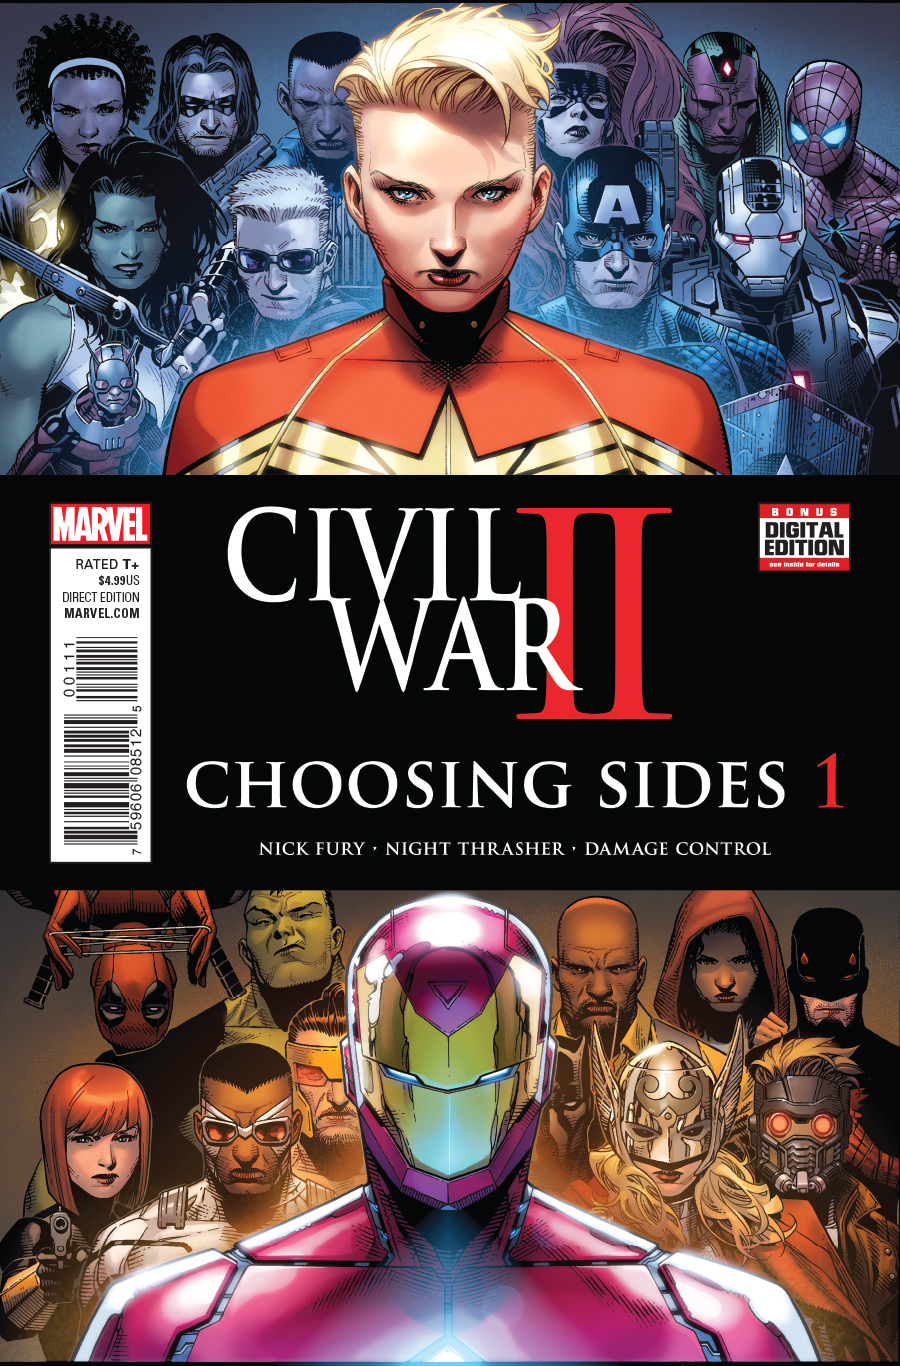 A
MARVEL
RATED T+
$4.99US
DIRECT EDITION
MARVEL.COM
00111
7 59606 08512 5
CIVIL
WAR
II
BONUS
DIGITAL
EDITION
see inside for details
CHOOSING SIDES 1
NICK FURY · NIGHT THRASHER · DAMAGE CONTROL